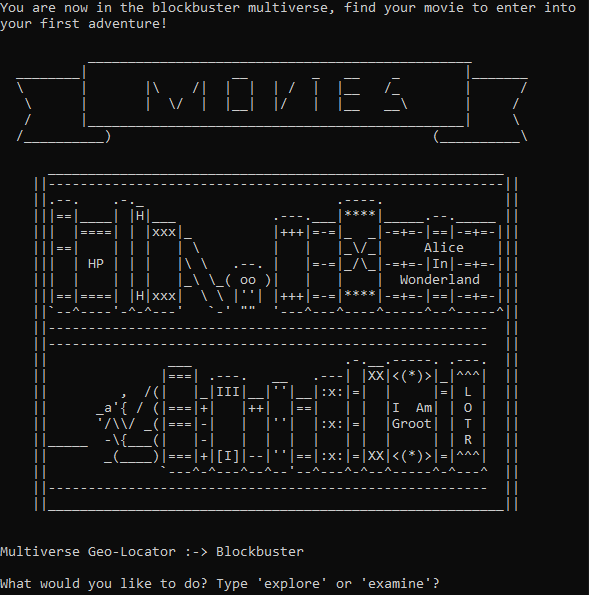 You are now in the blockbuster multiverse, find your movie to enter into
your first adventure!
MOVIES
HP
Alice
In
Wonderland
I Am
Groot
LOTR
Multiverse Geo-Locator :-> Blockbuster
What would you like to do? Type 'explore' or 'examine'?